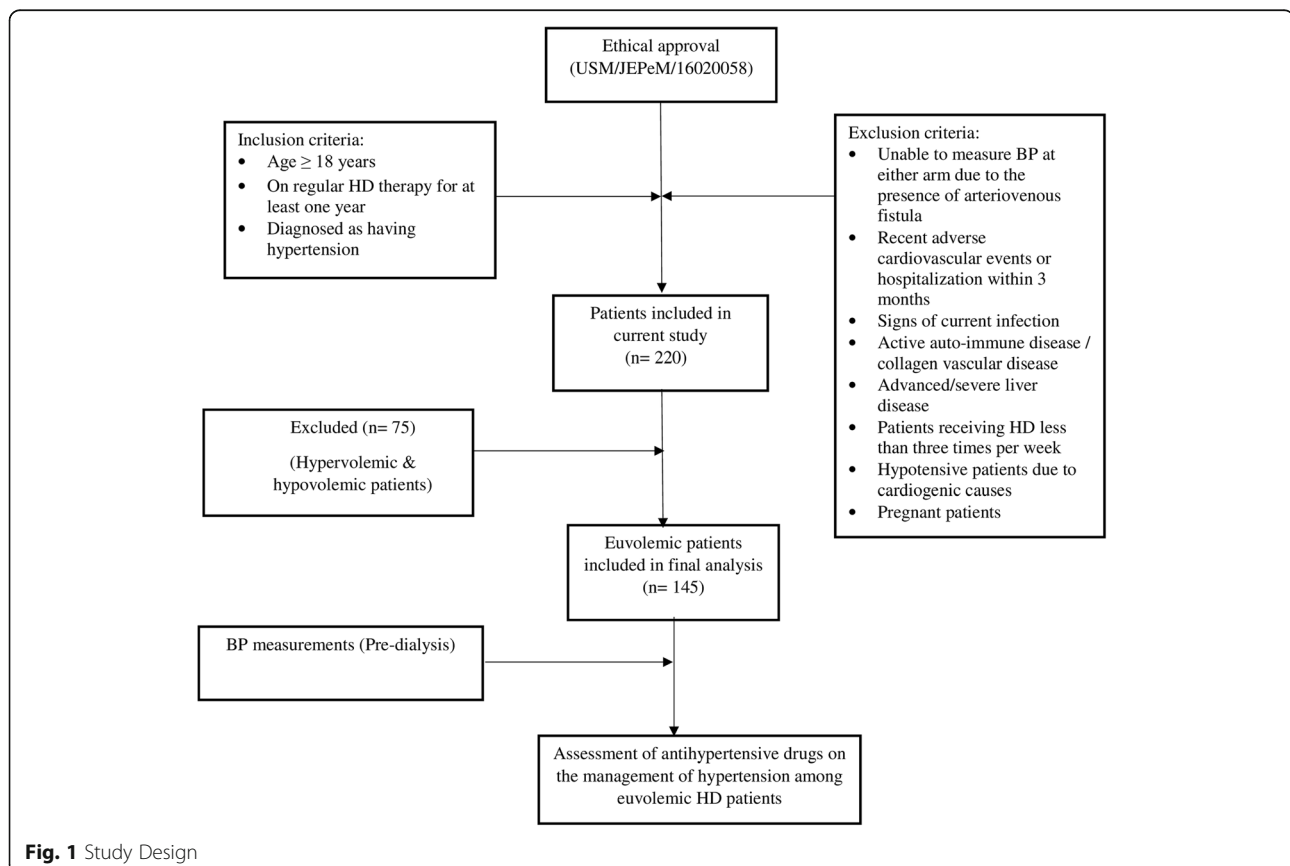 Ethical approval
(USM/JEPeM/16020058)
Inclusion criteria:
• Age ≥ 18 years
• On regular HD therapy for at
least one year
• Diagnosed as having
hypertension
Exclusion criteria:
• Unable to measure BP at
either arm due to the
presence of arteriovenous
fistula
• Recent adverse
cardiovascular events or
hospitalization within 3
months
• Signs of current infection
• Active auto-immune disease /
collagen vascular disease
• Advanced/severe liver
disease
• Patients receiving HD less
than three times per week
• Hypotensive patients due to
cardiogenic causes
• Pregnant patients
Patients included in
current study
(n= 220)
Excluded (n= 75)
(Hypervolemic &
hypovolemic patients)
Euvolemic patients
included in final analysis
(n= 145)
BP measurements (Pre-dialysis)
Assessment of antihypertensive drugs on
the management of hypertension among
euvolemic HD patients
Fig. 1 Study Design